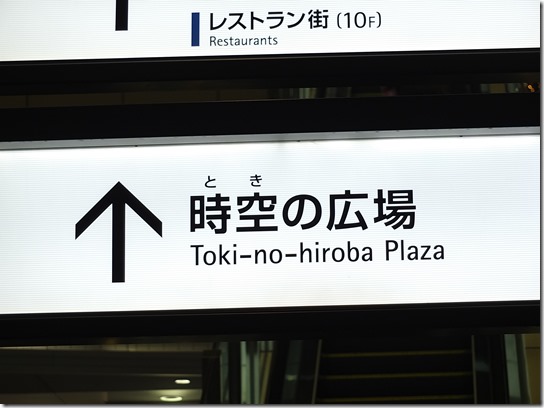 レストラン街（10F）
Restaurants
とき
時空の広場
Toki-no-hiroba Plaza